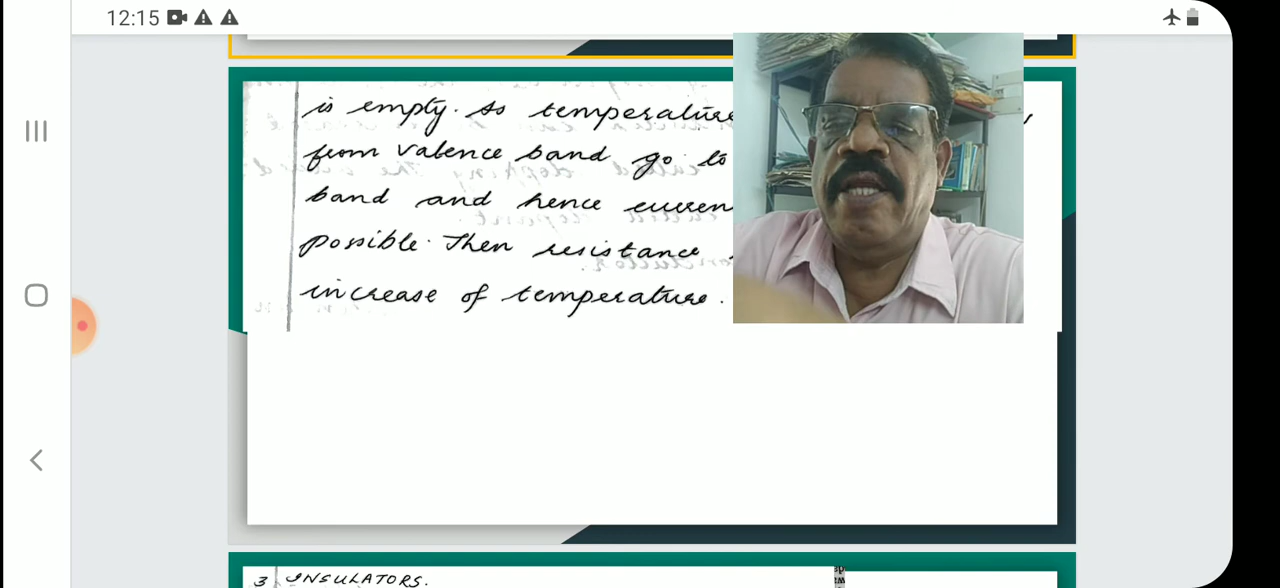 12:15
is empty. As temperature
,
from valence band go to
band and hence curren
possible. Then resistance
increase of temperature.
3 INSULATORS.